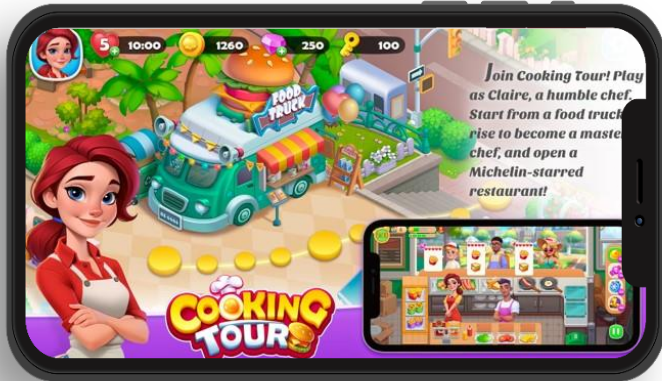 5 10:00 1260 250 100
FOOD
TRUCK
Join Cooking Tour! Play
as Claire, a humble chef.
Start from a food truck
rise to become a maste
chef, and open a
Michelin-starred
restaurant!
COOKING
TOUR